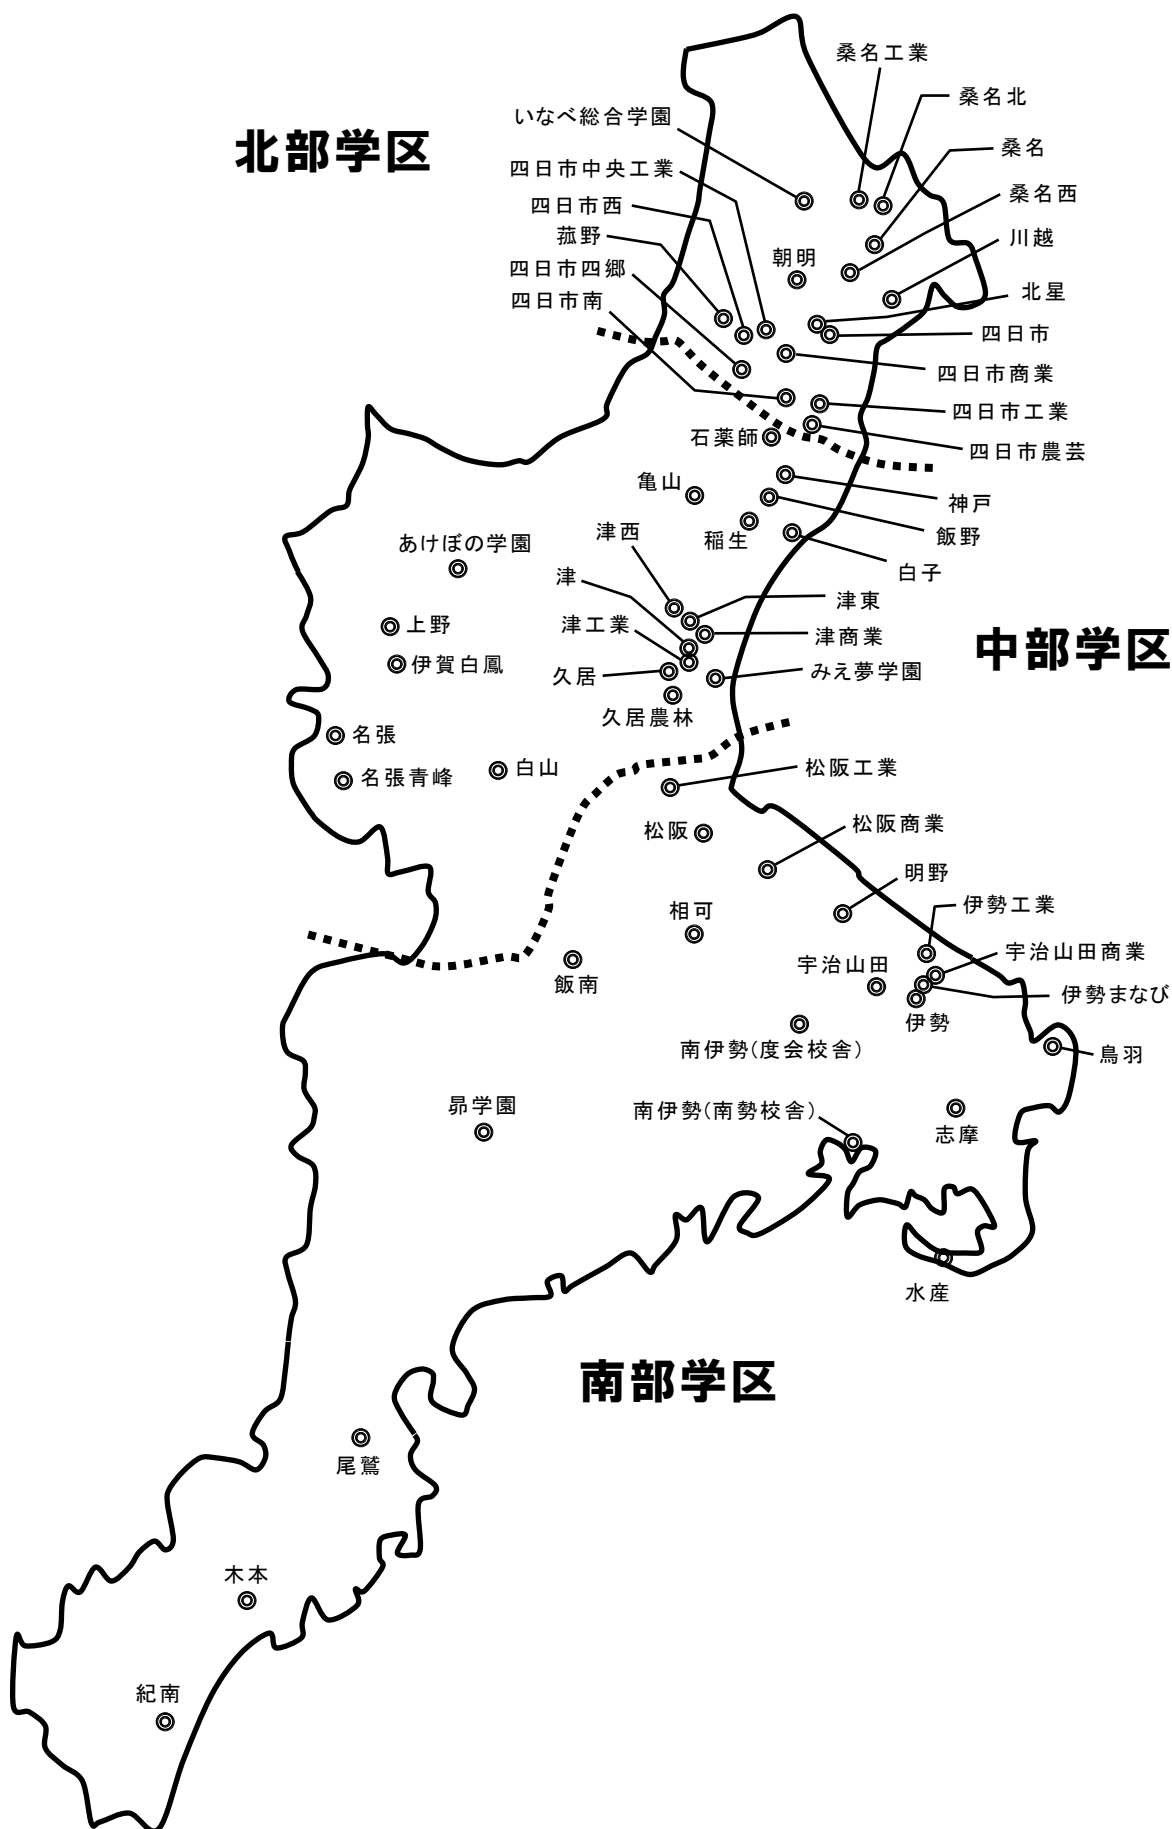 桑名工業
桑名北
いなべ総合学園
北部学区
桑名
四日市中央工業
桑名西
四日市西
菰野
川越
朝明
四日市四郷
北星
四日市南
四日市
四日市商業
四日市工業
石薬師
四日市農芸
亀山
神戸
飯野
稲生
津西
あけぼの学園
白子
津
津東
上野
津工業
津商業
中部学区
伊賀白鳳
久居
みえ夢学園
久居農林
名張
白山
松阪工業
名張青峰
松阪
松阪商業
明野
相可
伊勢工業
宇治山田商業
宇治山田
飯南
伊勢まなび
伊勢
南伊勢(度会校舎)
鳥羽
昴学園
南伊勢(南勢校舎)
志摩
水産
南部学区
尾鷲
木本
紀南